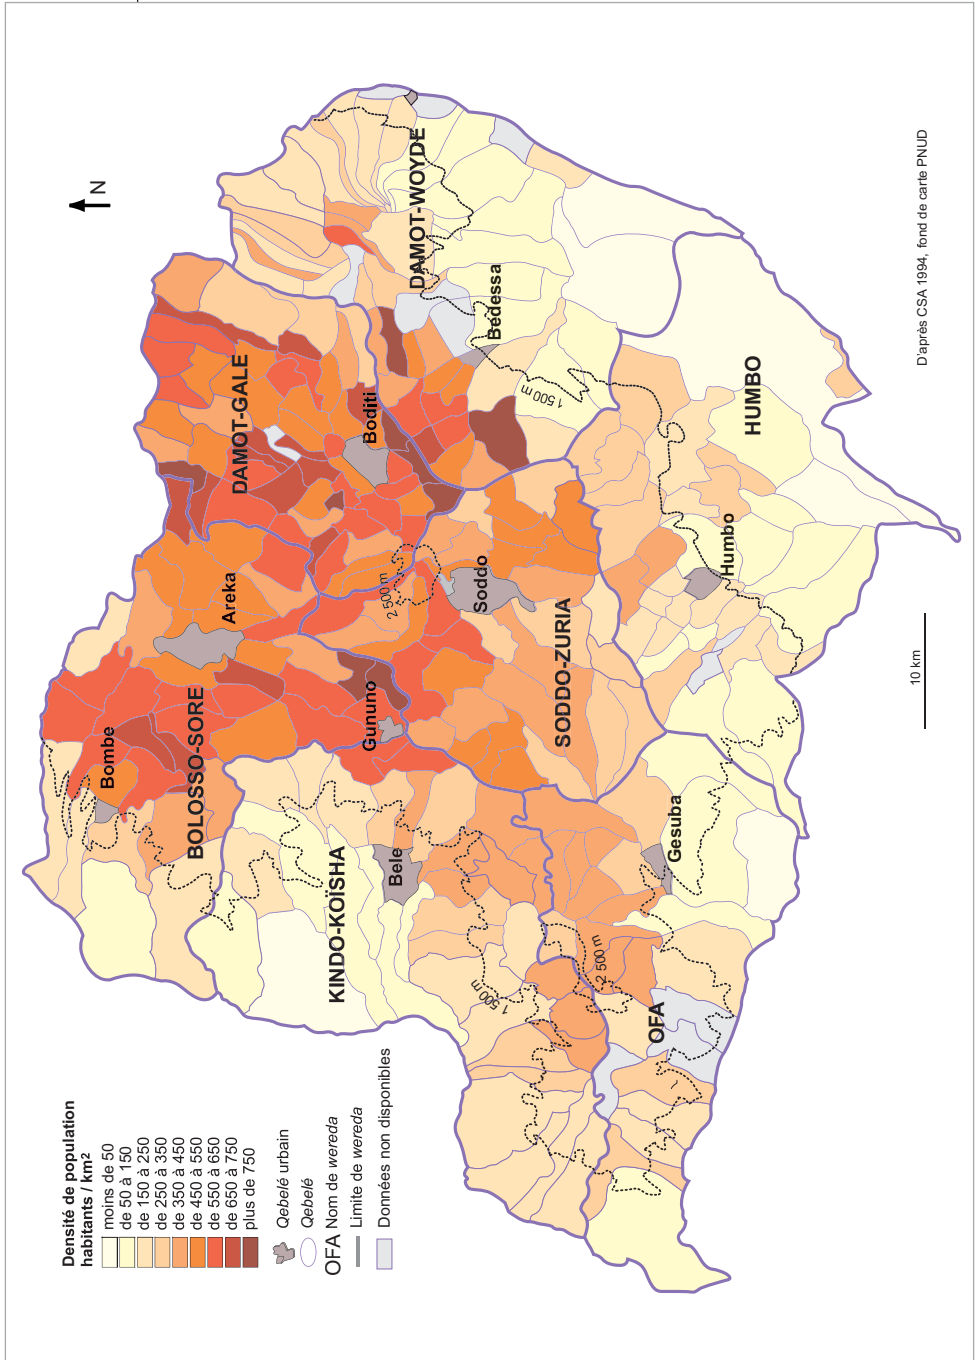 Densité de population
habitants / km2
moins de 50
de 50 à 150
de 150 à 250
de 250 à 350
de 350 à 450
de 450 à 550
de 550 à 650
de 650 à 750
plus de 750
Qebelé urbain
Qebelé
OFA Nom de wereda
Limite de wereda
Données non disponibles
N
Bombe
BOLOSSO-SORE
Areka
DAMOT-GALE
Boditi
DAMOT-WOYDE
Bedessa
1 500 m
KINDO-KOÏSHA
Bele
Gununo
2 500 m
Soddo
SODDO-ZURIA
1 500 m
2 500 m
OFA
Gesuba
Humbo
HUMBO
10 km
D'après CSA 1994, fond de carte PNUD